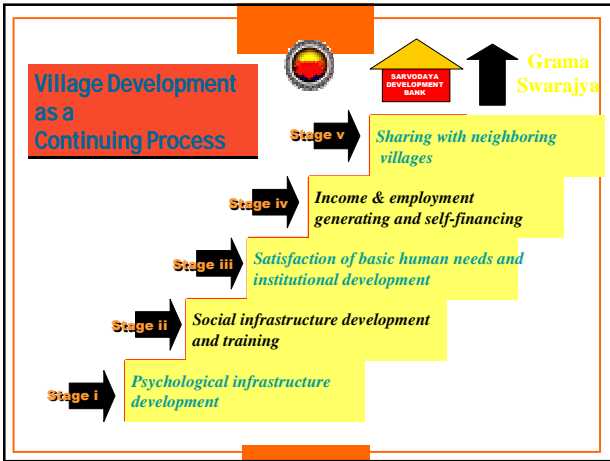 Village Development
as a
Continuing Process
SARVODAYA
DEVELOPMENT
BANK
Grama
Swarajya
Stage v
Sharing with neighboring
villages
Stage iv
Income & employment
generating and self-financing
Stage iii
Satisfaction of basic human needs and
institutional development
Stage ii
Social infrastructure development
and training
Stage i
Psychological infrastructure
development